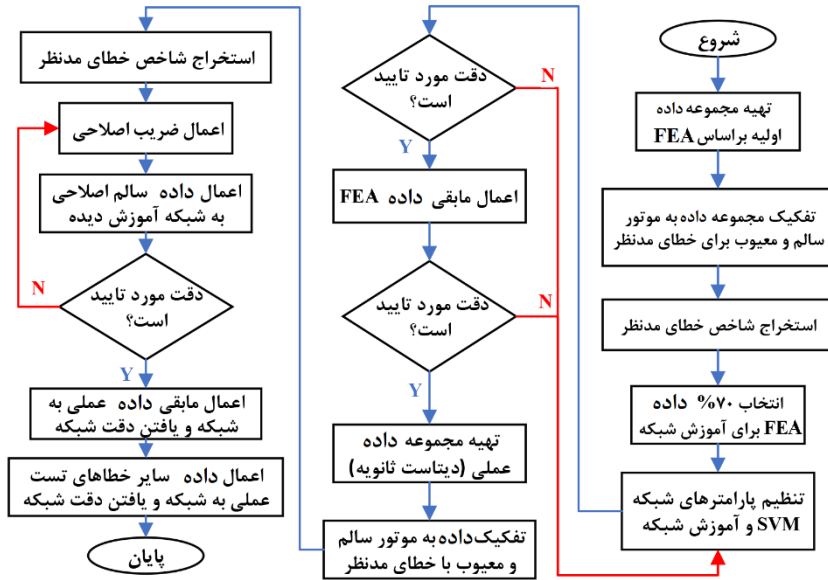 شروع
تهیه مجموعه داده
اولیه براساس FEA
تفکیک مجموعه داده به موتور
سالم و معیوب برای خطای مدنظر
استخراج شاخص خطای مدنظر
انتخاب ۷۰% داده
FEA برای آموزش شبکه
تنظیم پارامترهای شبکه
SVM و آموزش شبکه
دقت مورد تایید
است؟
N
Y
اعمال مابقی داده FEA
دقت مورد تایید
است؟
N
Y
تهیه مجموعه داده
عملی (دیتاست ثانویه)
تفکیک داده به موتور سالم
و معیوب با خطای مدنظر
استخراج شاخص خطای مدنظر
اعمال ضریب اصلاحی
اعمال داده سالم اصلاحی
به شبکه آموزش دیده
دقت مورد تایید
است؟
N
Y
اعمال مابقی داده عملی به
شبکه و یافتن دقت شبکه
اعمال داده سایر خطاهای تست
عملی به شبکه و یافتن دقت شبکه
پایان